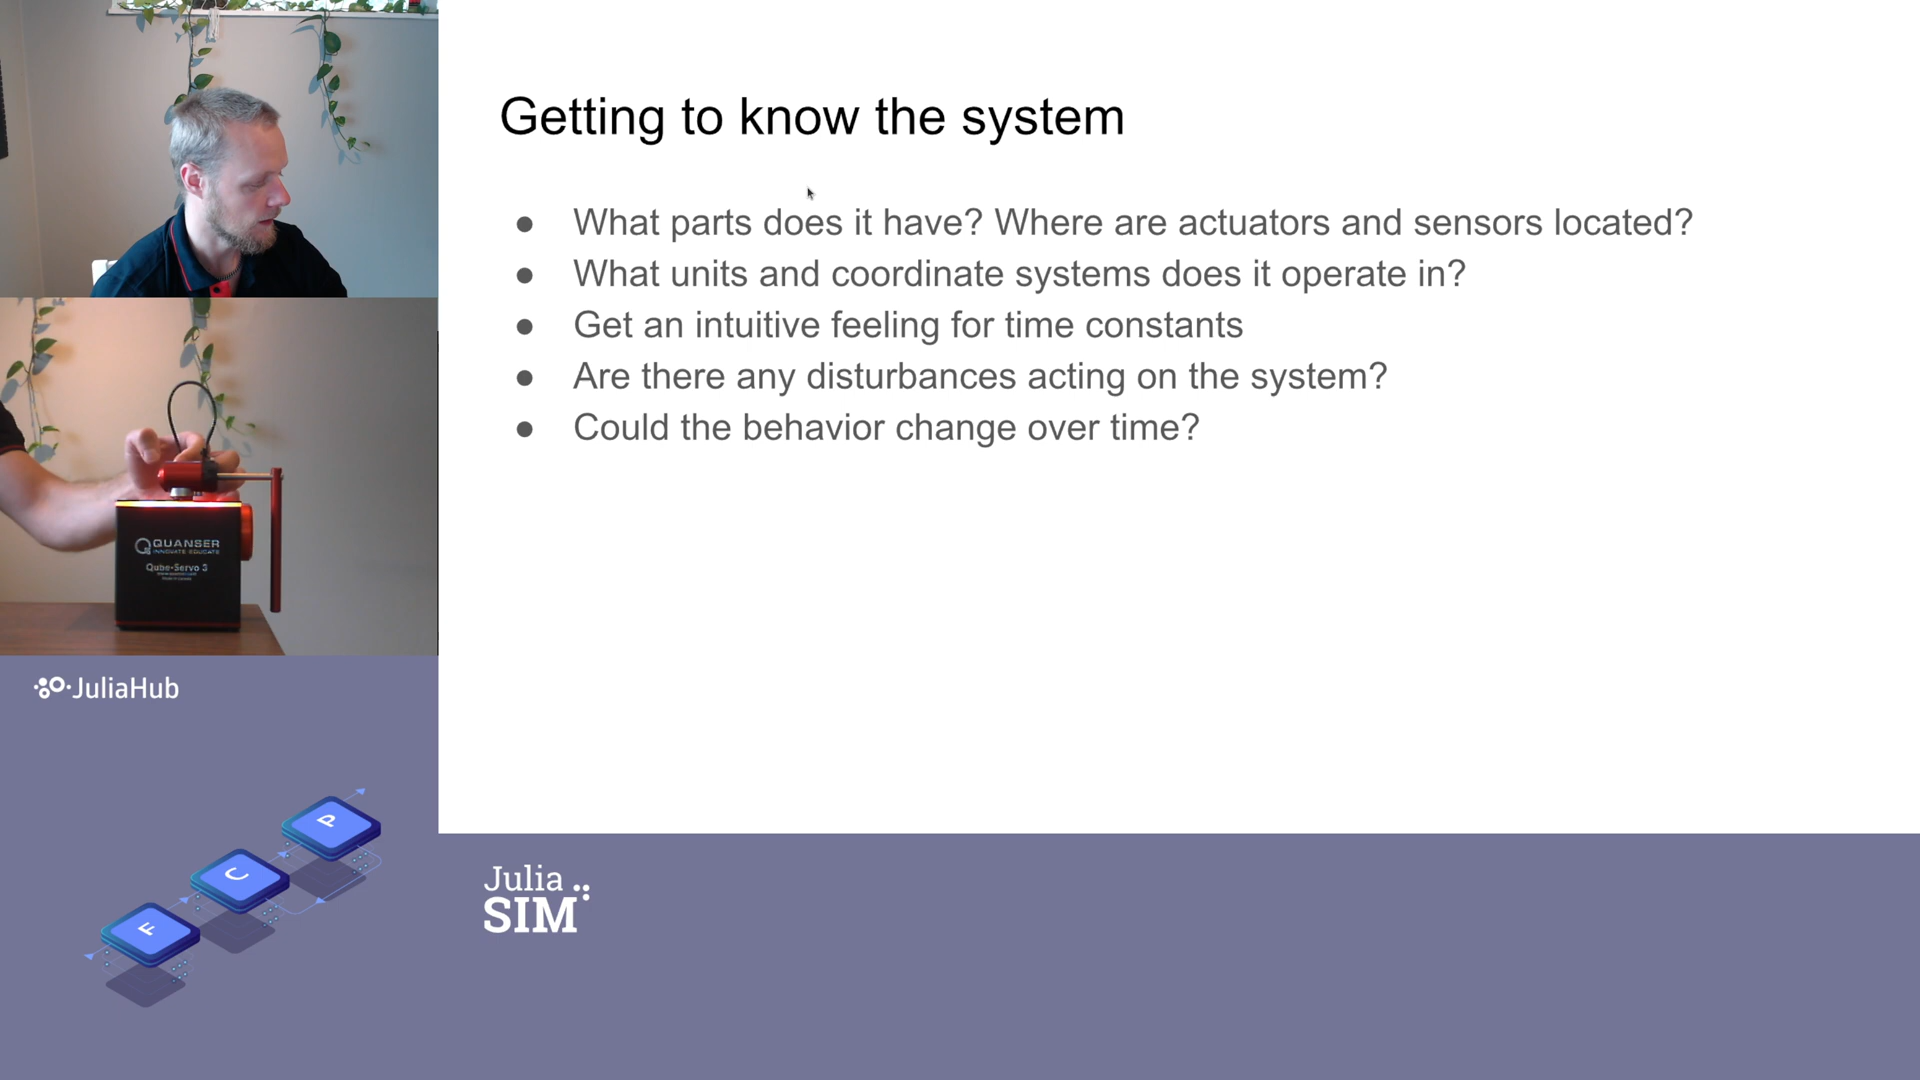 Getting to know the system
● What parts does it have? Where are actuators and sensors located?
● What units and coordinate systems does it operate in?
● Get an intuitive feeling for time constants
● Are there any disturbances acting on the system?
● Could the behavior change over time?
QUANSER
INNOVATE EDUCATE
Qube-Servo 3
JuliaHub
P
C
F
Julia
SIM